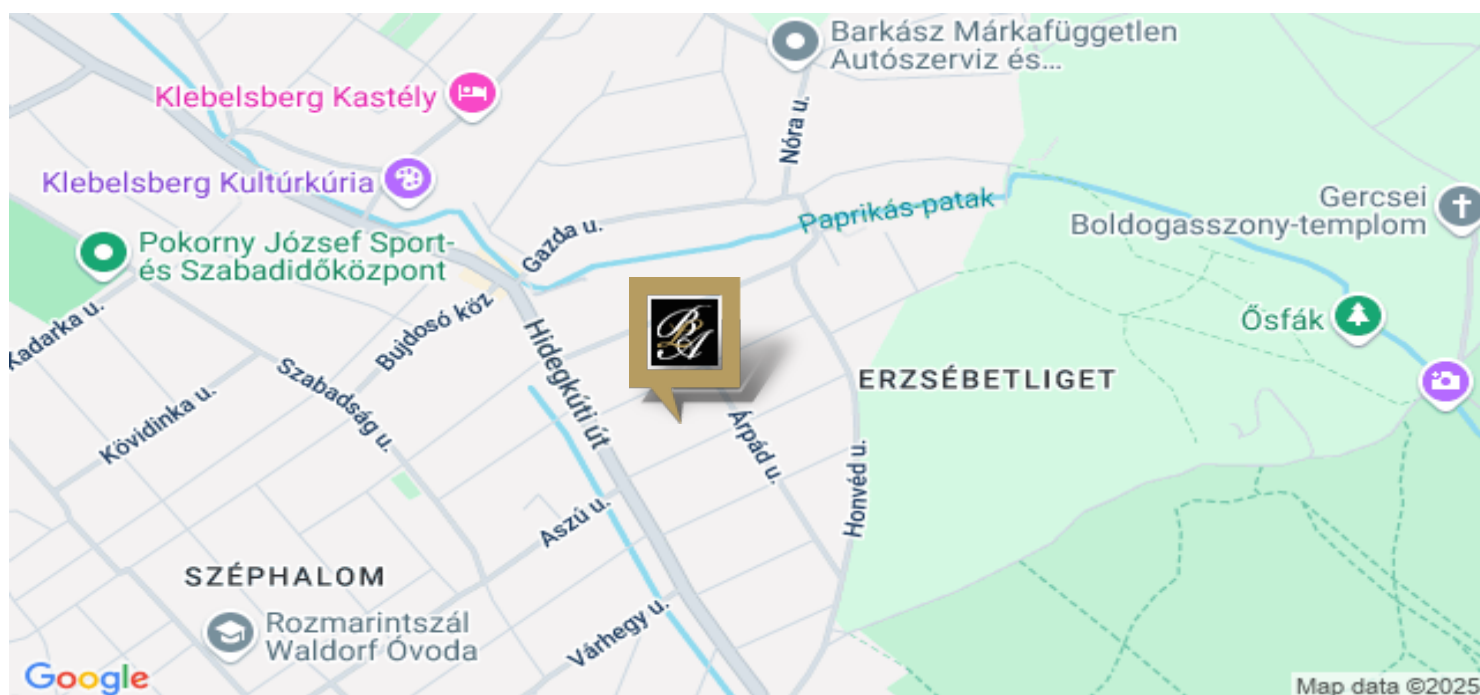 Barkász Márkafüggetlen
Autószerviz és...
Klebelsberg Kastély
Nóra u.
Klebelsberg Kultúrkúria
Gercsei
Boldogasszony-templom
Paprikás-patak
Gazda u.
Pokorny József Sport-
és Szabadidőközpont
Kadarka u.
Bujdosó köz
Hidegkúti út
BLA
Ősfák
ERZSÉBETLIGET
Szabadság u.
Kövidinka u.
Árpád u.
Honvéd u.
Aszú u.
SZÉPHALOM
Rozmarintszál
Waldorf Óvoda
Várhegy u.
Google
Map data ©2025